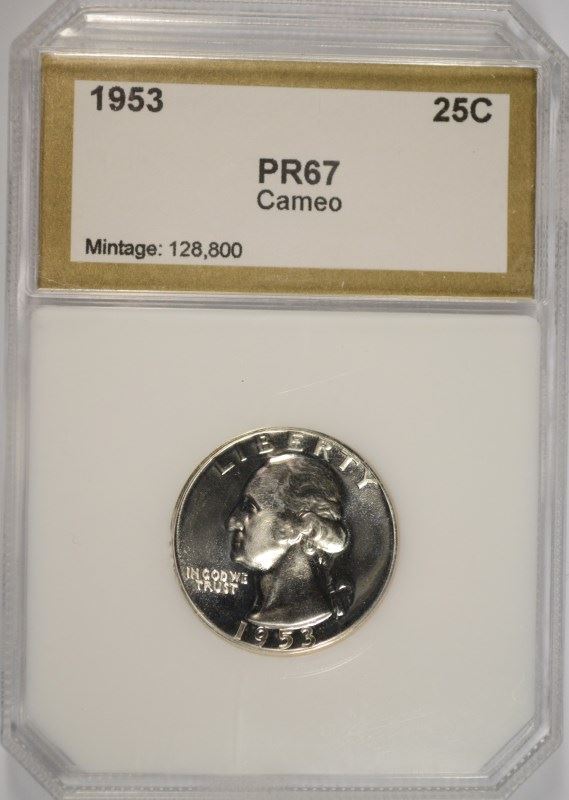 1953 25C
PR67
Cameo
Mintage: 128,800
LIBERTY
IN GOD WE
TRUST
1953